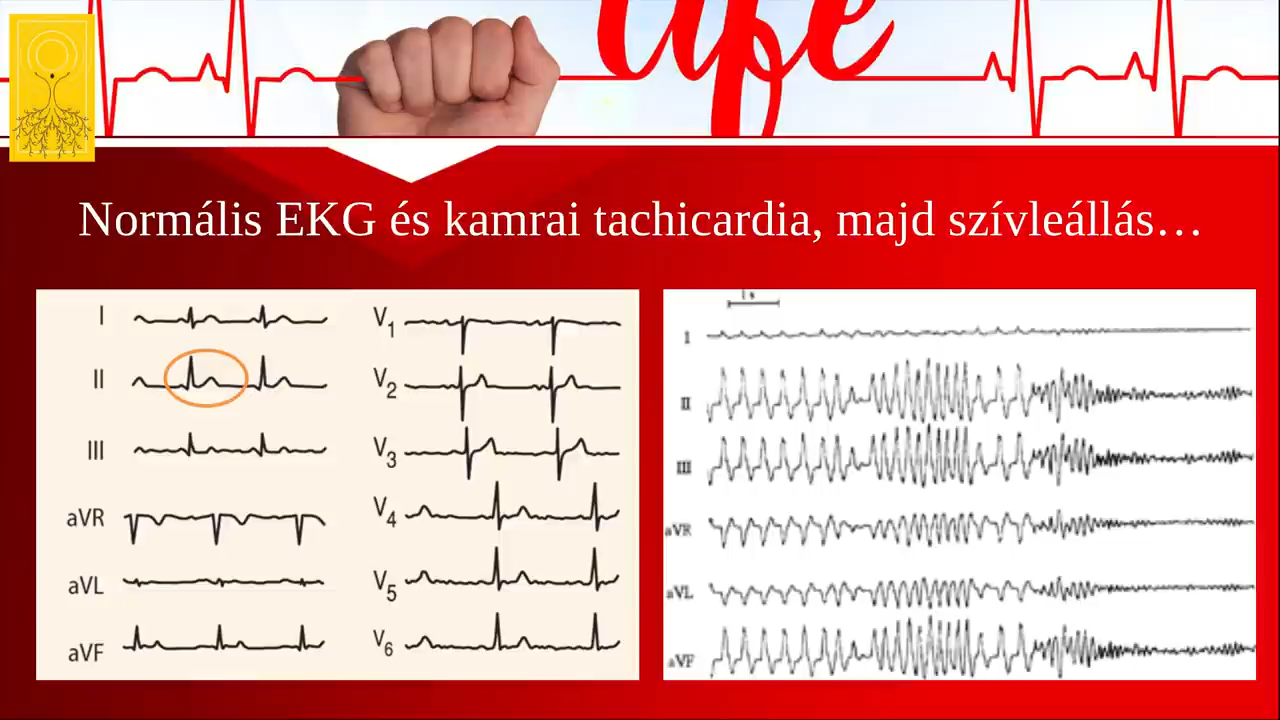 life
Normális EKG és kamrai tachicardia, majd szívleállás…
I
II
III
aVR
aVL
aVF
V1
V2
V3
V4
V5
V6
1 s
I
II
III
aVR
aVL
aVF